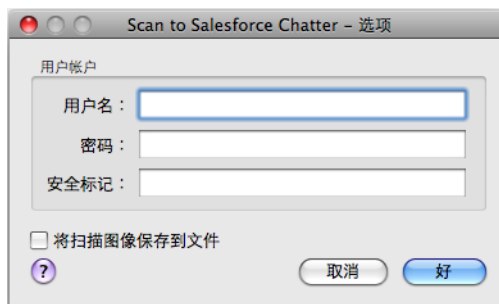 Scan to Salesforce Chatter – 选项
用户帐户
用户名：
密码：
安全标记：
将扫描图像保存到文件
?
取消 好